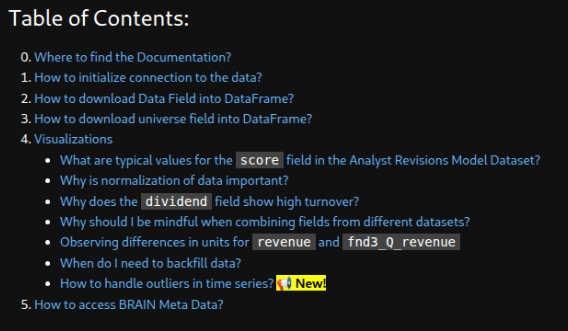 Table of Contents:
0. Where to find the Documentation?
1. How to initialize connection to the data?
2. How to download Data Field into DataFrame?
3. How to download universe field into DataFrame?
4. Visualizations
• What are typical values for the score field in the Analyst Revisions Model Dataset?
• Why is normalization of data important?
• Why does the dividend field show high turnover?
• Why should I be mindful when combining fields from different datasets?
• Observing differences in units for revenue and fnd3_Q_revenue
• When do I need to backfill data?
• How to handle outliers in time series? 📢 New!
5. How to access BRAIN Meta Data?